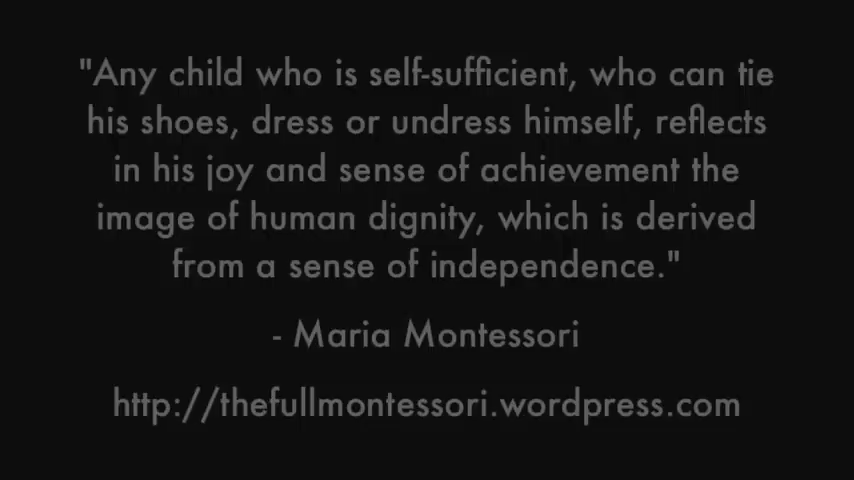 "Any child who is self-sufficient, who can tie
his shoes, dress or undress himself, reflects
in his joy and sense of achievement the
image of human dignity, which is derived
from a sense of independence."
- Maria Montessori
http://thefullmontessori.wordpress.com